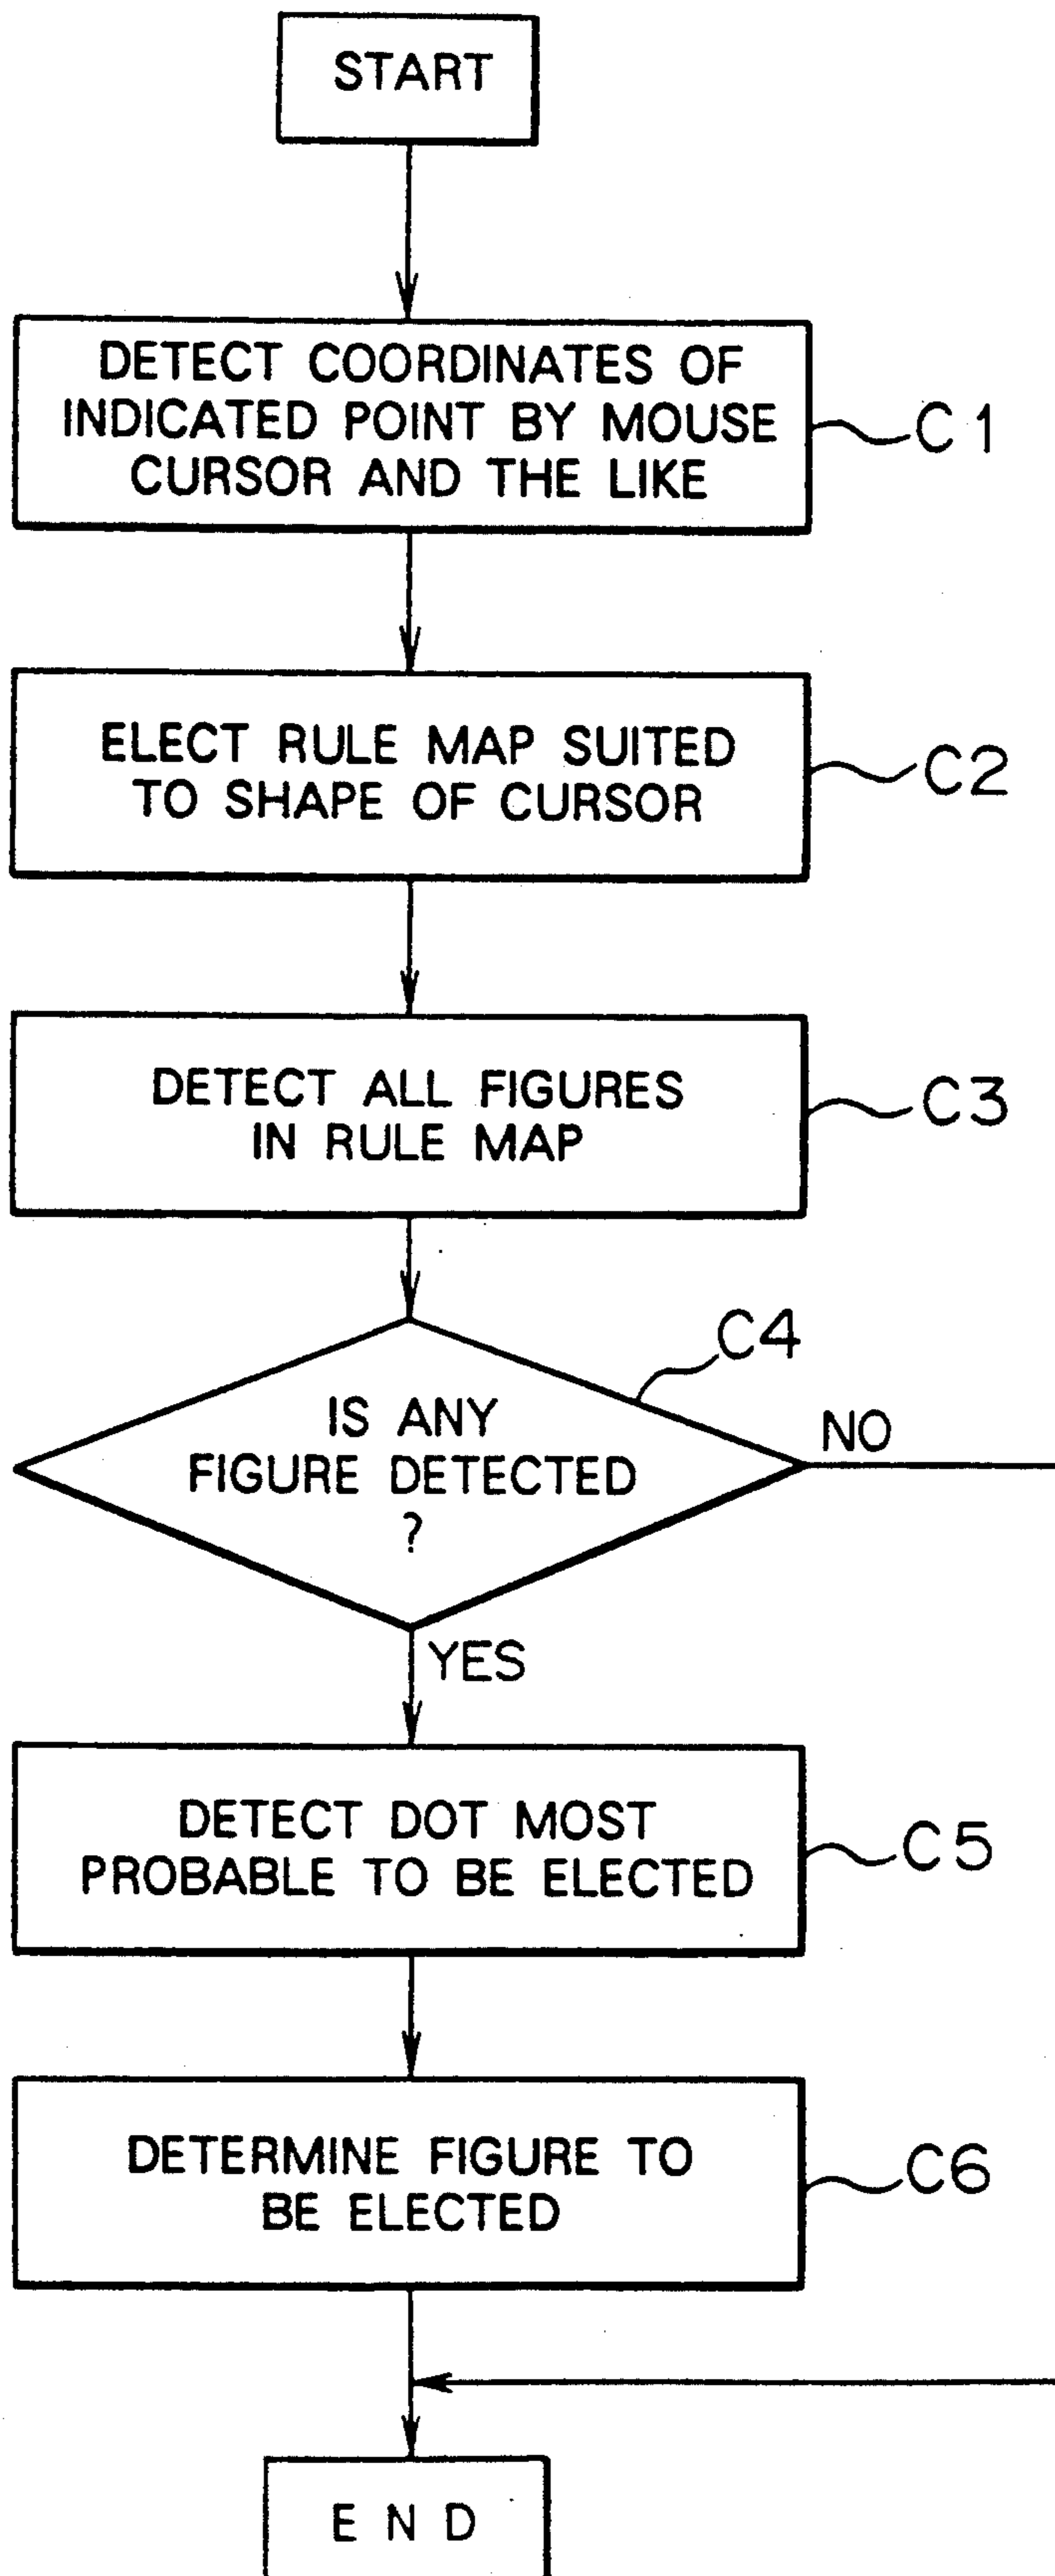 START
DETECT COORDINATES OF
INDICATED POINT BY MOUSE
CURSOR AND THE LIKE
C1
ELECT RULE MAP SUITED
TO SHAPE OF CURSOR
C2
DETECT ALL FIGURES
IN RULE MAP
C3
C4
IS ANY
FIGURE DETECTED
?
NO
YES
DETECT DOT MOST
PROBABLE TO BE ELECTED
C5
DETERMINE FIGURE TO
BE ELECTED
C6
END